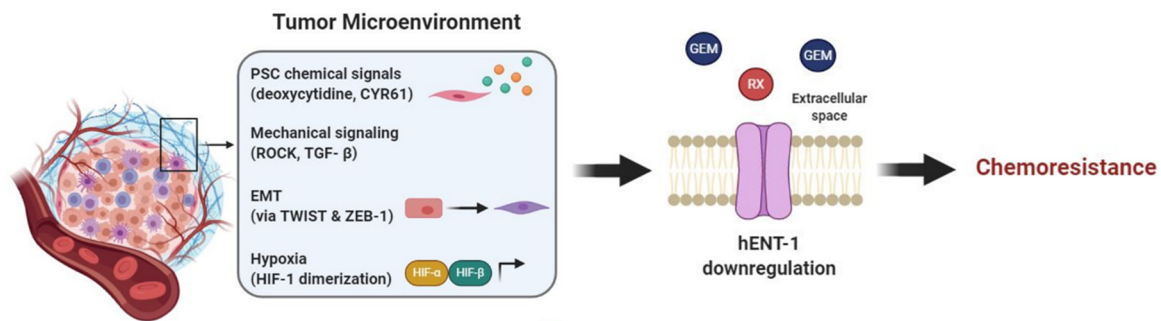 Tumor Microenvironment
PSC chemical signals
(deoxycytidine, CYR61)
Mechanical signaling
(ROCK, TGF- β)
EMT
(via TWIST & ZEB-1)
Hypoxia
(HIF-1 dimerization)
HIF-α HIF-β
GEM
GEM
RX
Extracellular
space
hENT-1
downregulation
Chemoresistance